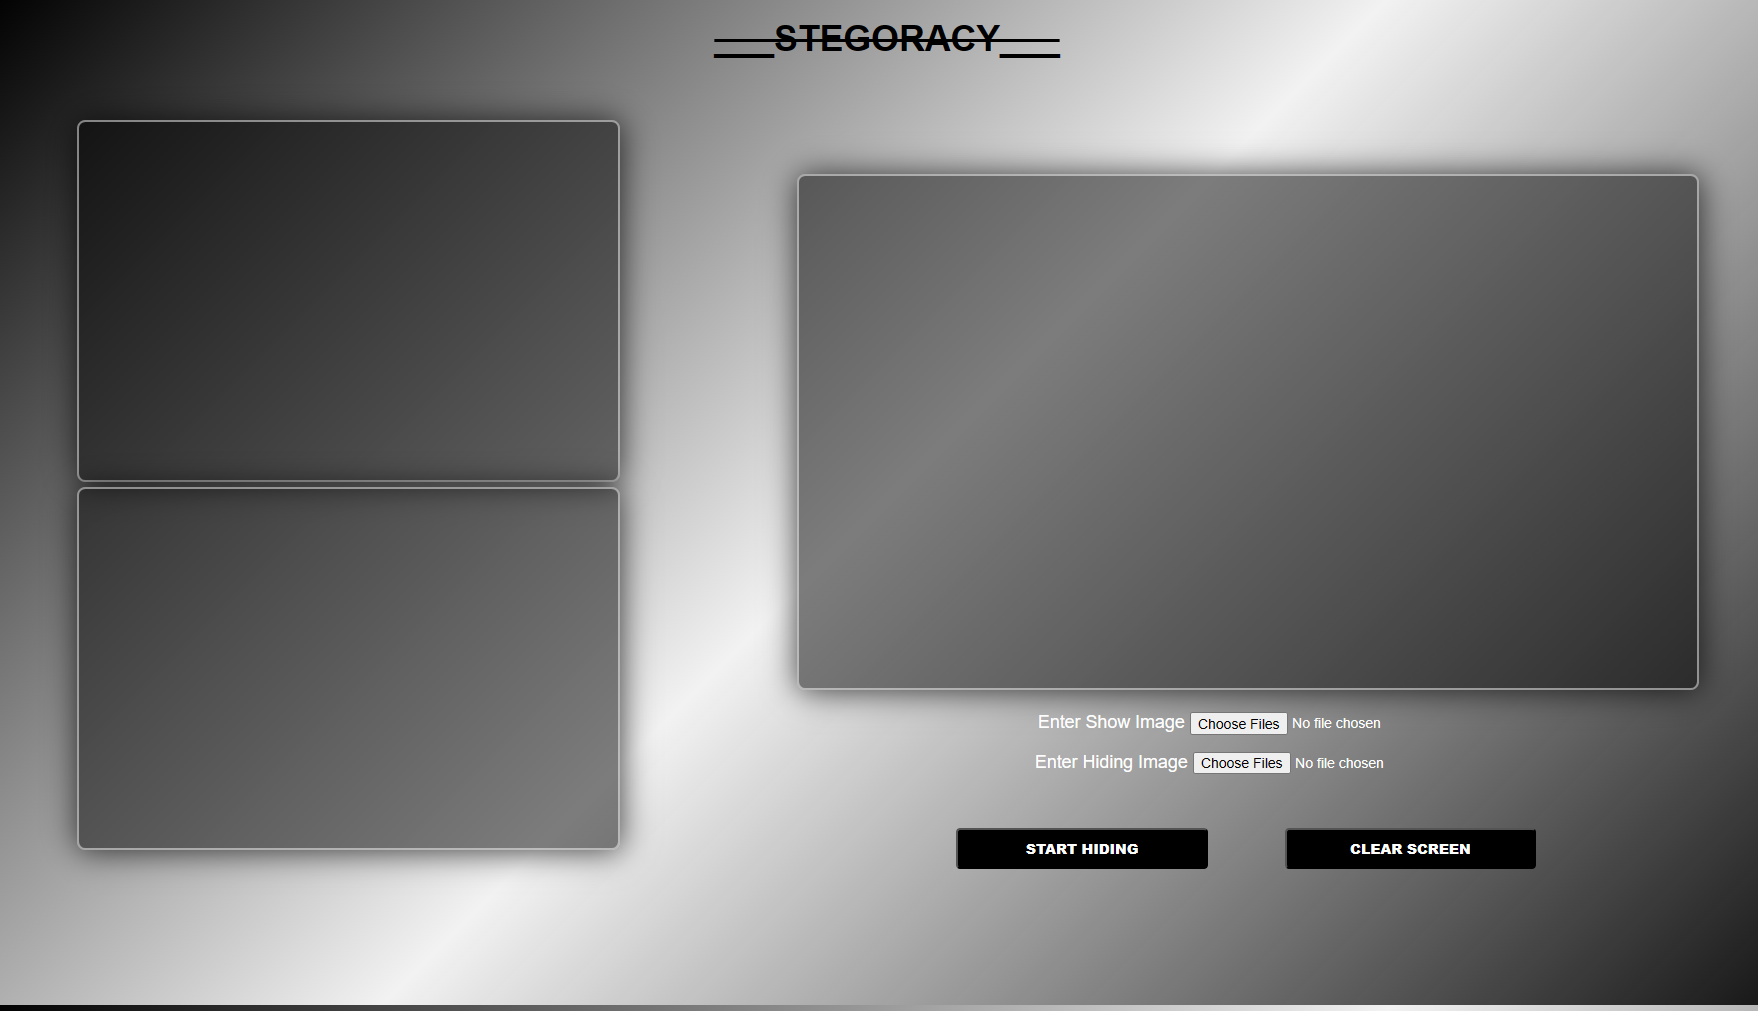 ___STEGORACY___
Enter Show Image Choose Files No file chosen
Enter Hiding Image Choose Files No file chosen
START HIDING CLEAR SCREEN